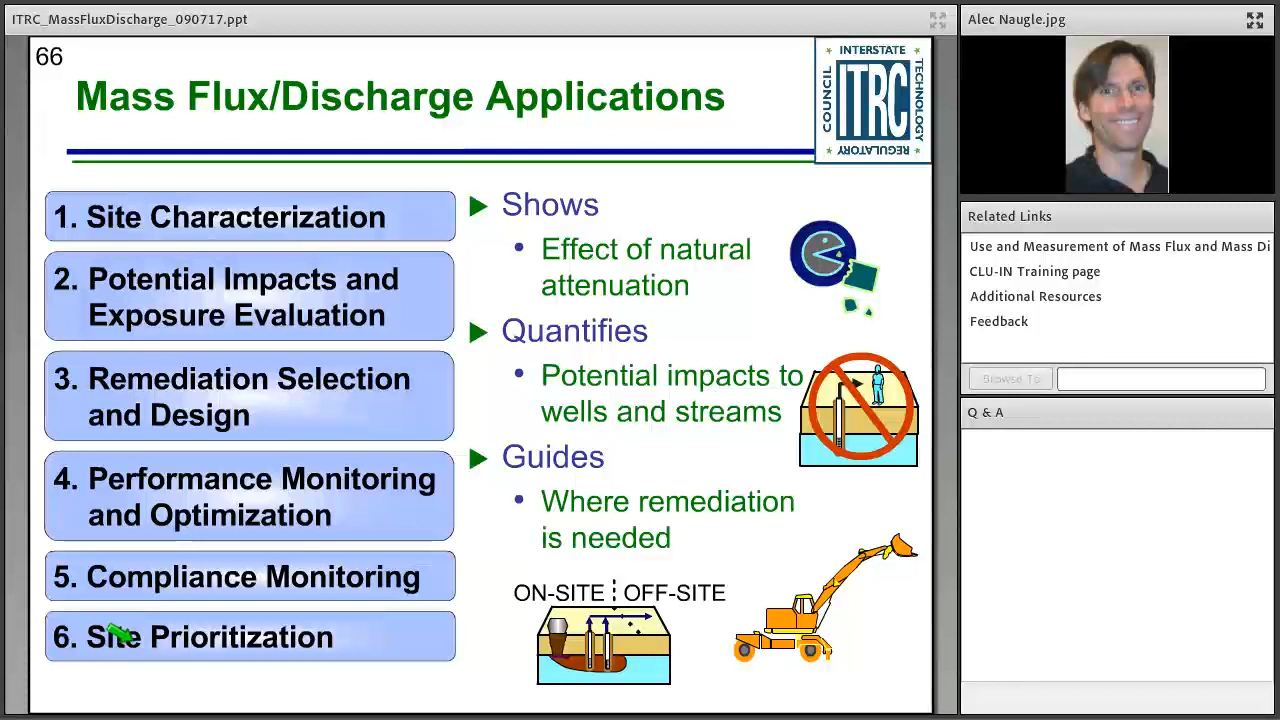 ITRC_MassFluxDischarge_090717.ppt
66
Mass Flux/Discharge Applications
INTERSTATE
COUNCIL
ITRC
TECHNOLOGY
REGULATORY
1. Site Characterization
2. Potential Impacts and
Exposure Evaluation
3. Remediation Selection
and Design
4. Performance Monitoring
and Optimization
5. Compliance Monitoring
6. Site Prioritization
Shows
• Effect of natural
attenuation
Quantifies
• Potential impacts to
wells and streams
Guides
• Where remediation
is needed
ON-SITE
OFF-SITE
Alec Naugle.jpg
Related Links
Use and Measurement of Mass Flux and Mass Di
CLU-IN Training page
Additional Resources
Feedback
Browse To
Q & A